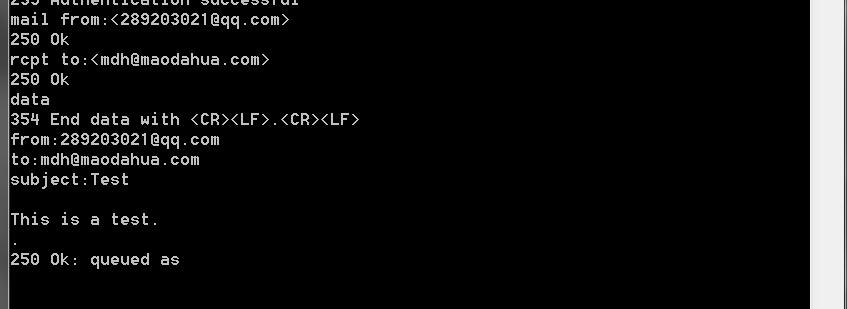 235 Authentication successful
mail from:<289203021@qq.com>
250 Ok
rcpt to:<mdh@maodahua.com>
250 Ok
data
354 End data with <CR><LF>.<CR><LF>
from:289203021@qq.com
to:mdh@maodahua.com
subject:Test
This is a test.
.
250 Ok: queued as